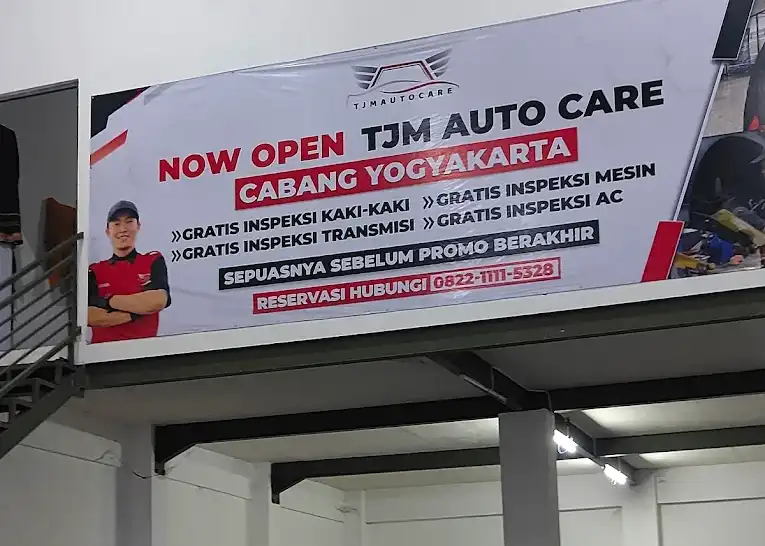 TJMAUTOCARE
NOW OPEN TJM AUTO CARE
CABANG YOGYAKARTA
»GRATIS INSPEKSI KAKI-KAKI »GRATIS INSPEKSI MESIN
»GRATIS INSPEKSI TRANSMISI »GRATIS INSPEKSI AC
SEPUASNYA SEBELUM PROMO BERAKHIR
RESERVASI HUBUNGI 0822-1111-5328